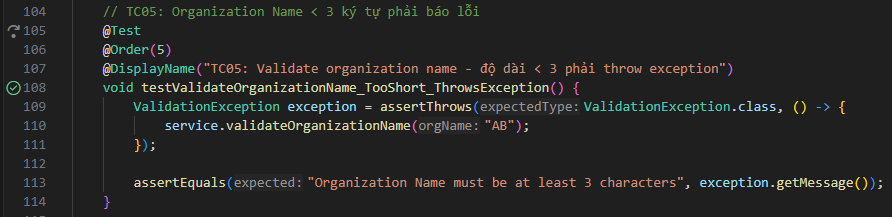 104 // TC05: Organization Name < 3 ký tự phải báo lỗi
105 @Test
106 @Order(5)
107 @DisplayName("TC05: Validate organization name - độ dài < 3 phải throw exception")
108 void testValidateOrganizationName_TooShort_ThrowsException() {
109 ValidationException exception = assertThrows(expectedType:ValidationException.class, () -> {
110 service.validateOrganizationName(orgName:"AB");
111 });
112
113 assertEquals(expected:"Organization Name must be at least 3 characters", exception.getMessage());
114 }